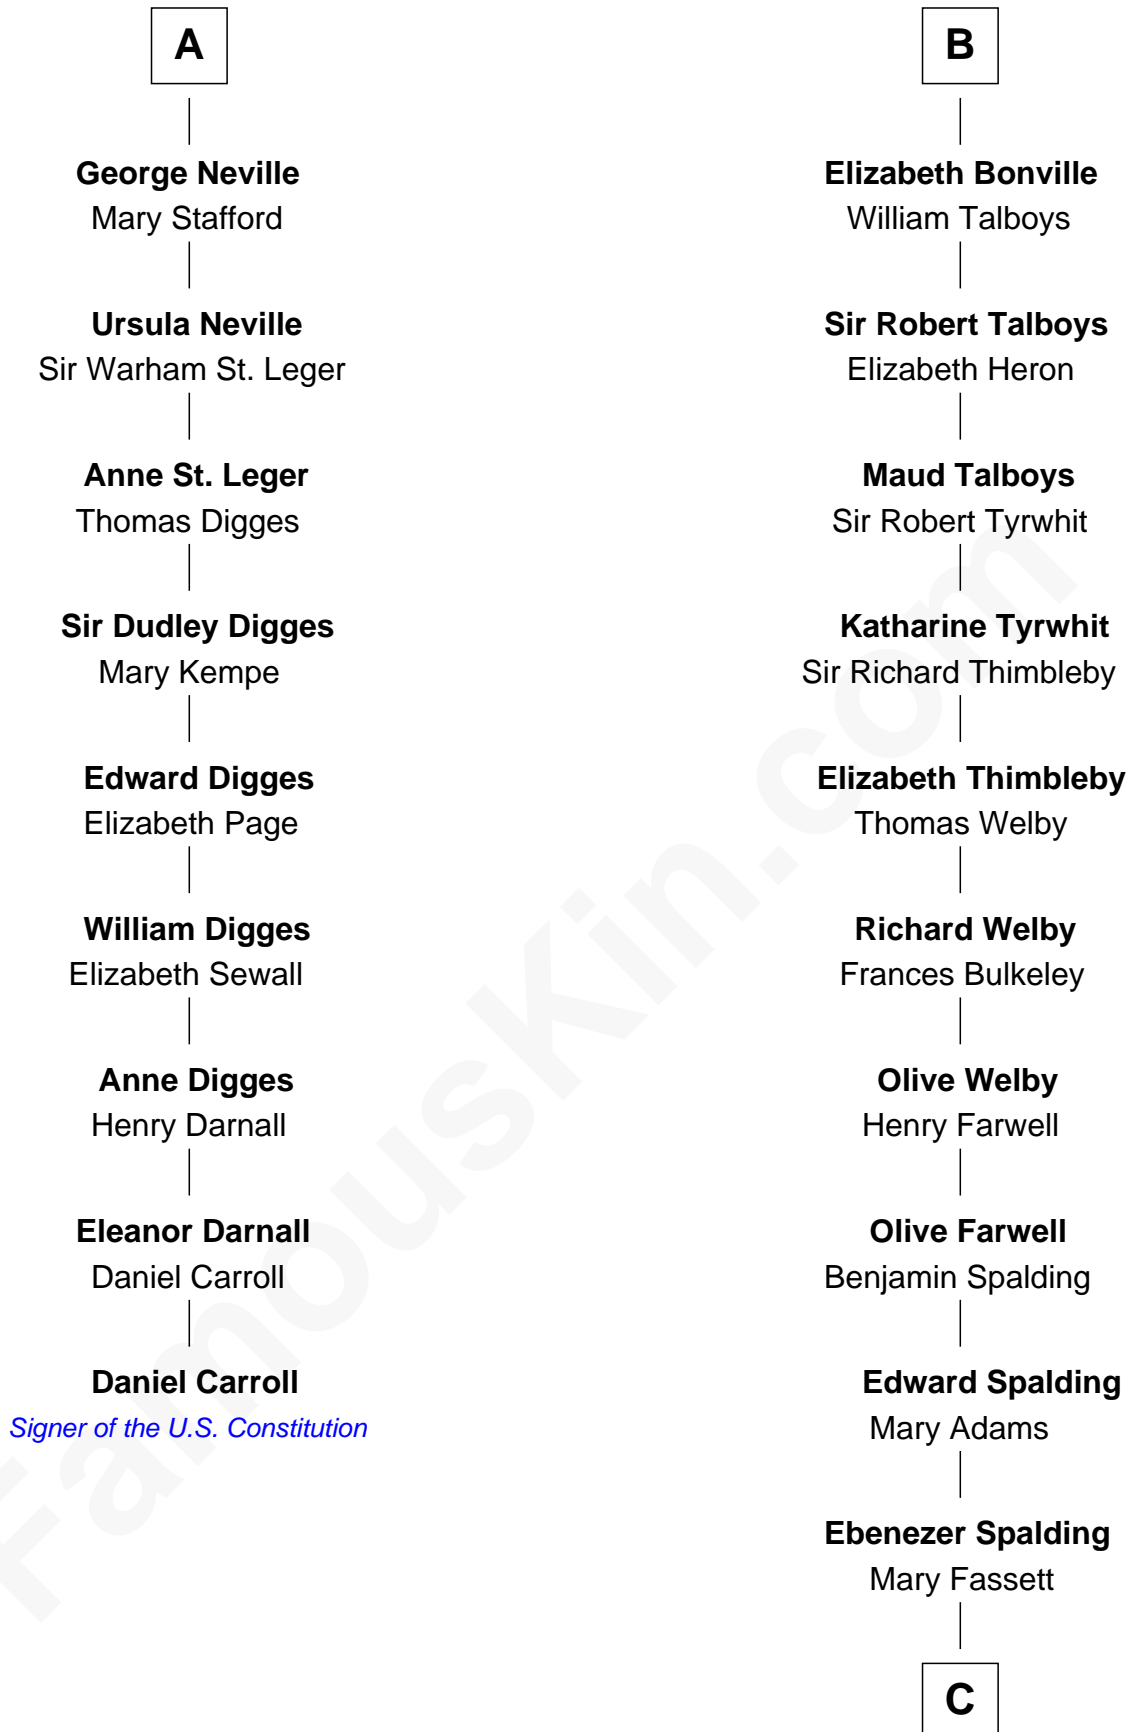 A
George Neville
Mary Stafford
Ursula Neville
Sir Warham St. Leger
Anne St. Leger
Thomas Digges
Sir Dudley Digges
Mary Kempe
Edward Digges
Elizabeth Page
William Digges
Elizabeth Sewall
Anne Digges
Henry Darnall
Eleanor Darnall
Daniel Carroll
Daniel Carroll
Signer of the U.S. Constitution
B
Elizabeth Bonville
William Talboys
Sir Robert Talboys
Elizabeth Heron
Maud Talboys
Sir Robert Tyrwhit
Katharine Tyrwhit
Sir Richard Thimbleby
Elizabeth Thimbleby
Thomas Welby
Richard Welby
Frances Bulkeley
Olive Welby
Henry Farwell
Olive Farwell
Benjamin Spalding
Edward Spalding
Mary Adams
Ebenezer Spalding
Mary Fassett
C
FamousKin.com